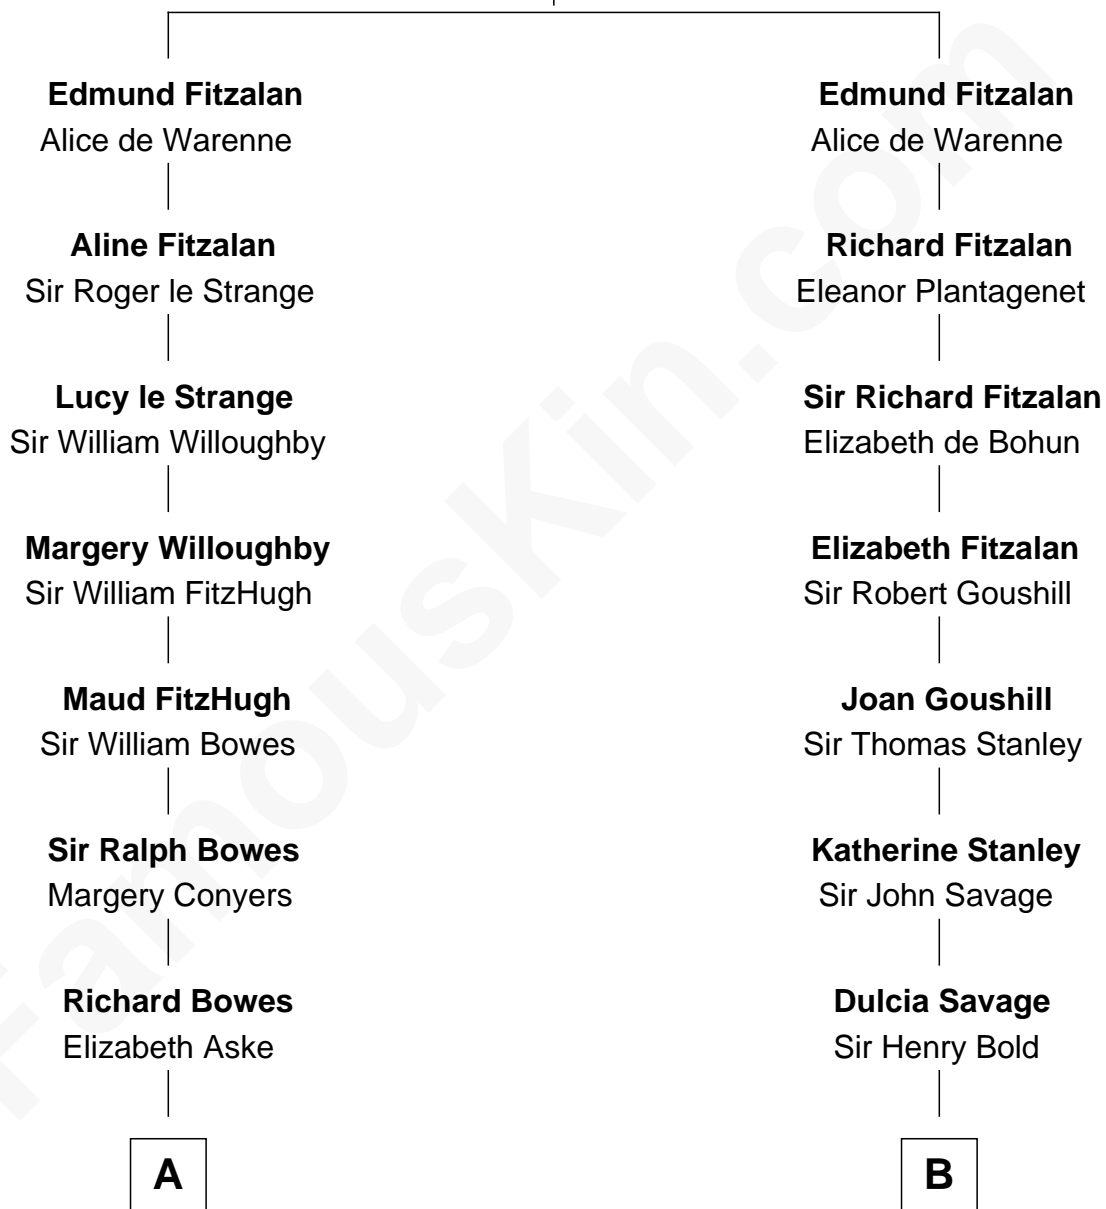 Edmund Fitzalan
Alice de Warenne
Aline Fitzalan
Sir Roger le Strange
Lucy le Strange
Sir William Willoughby
Margery Willoughby
Sir William FitzHugh
Maud FitzHugh
Sir William Bowes
Sir Ralph Bowes
Margery Conyers
Richard Bowes
Elizabeth Aske
A
Edmund Fitzalan
Alice de Warenne
Richard Fitzalan
Eleanor Plantagenet
Sir Richard Fitzalan
Elizabeth de Bohun
Elizabeth Fitzalan
Sir Robert Goushill
Joan Goushill
Sir Thomas Stanley
Katherine Stanley
Sir John Savage
Dulcia Savage
Sir Henry Bold
B
FamousKin.com